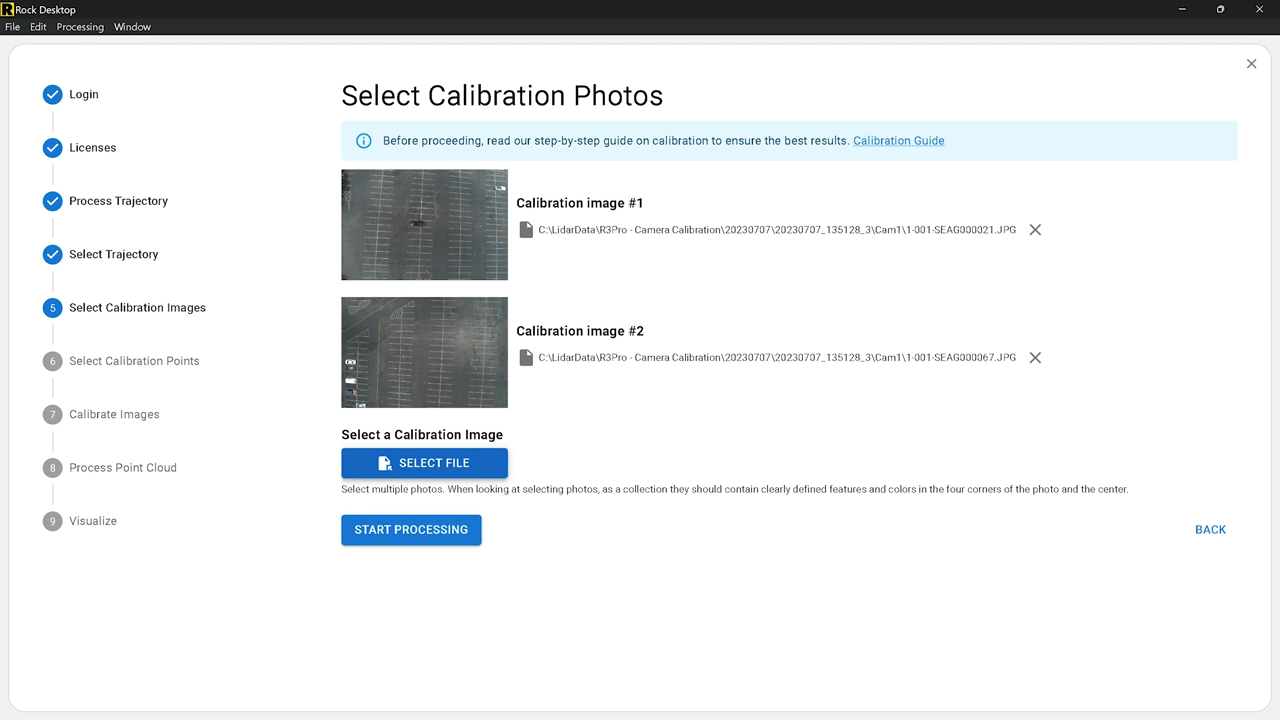 Rock Desktop
File Edit Processing Window
Login
Licenses
Process Trajectory
Select Trajectory
5 Select Calibration Images
6 Select Calibration Points
7 Calibrate Images
8 Process Point Cloud
9 Visualize
Select Calibration Photos
Before proceeding, read our step-by-step guide on calibration to ensure the best results. Calibration Guide
Calibration image #1
C:\LidarData\R3Pro - Camera Calibration\20230707\20230707_135128_3\Cam1\1-001-SEAG000021.JPG
Calibration image #2
C:\LidarData\R3Pro - Camera Calibration\20230707\20230707_135128_3\Cam1\1-001-SEAG000067.JPG
Select a Calibration Image
SELECT FILE
Select multiple photos. When looking at selecting photos, as a collection they should contain clearly defined features and colors in the four corners of the photo and the center.
START PROCESSING
BACK